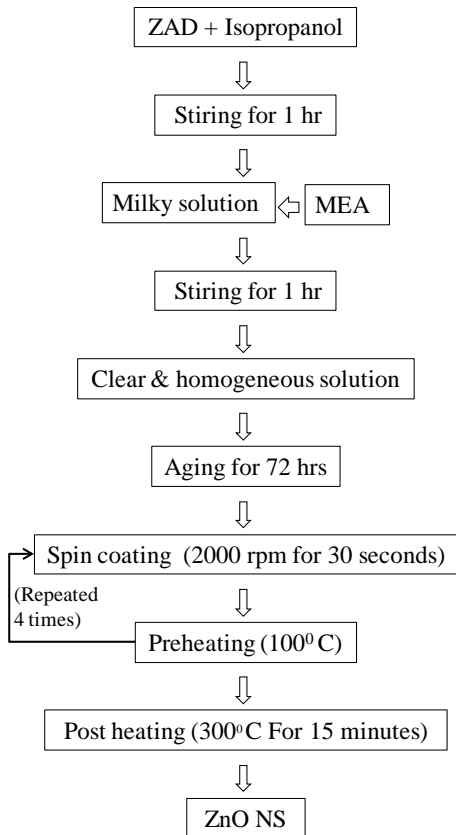 ZAD + Isopropanol
Stiring for 1 hr
Milky solution
MEA
Stiring for 1 hr
Clear & homogeneous solution
Aging for 72 hrs
Spin coating (2000 rpm for 30 seconds)
(Repeated
4 times)
Preheating (100⁰ C)
Post heating (300⁰C For 15 minutes)
ZnO NS